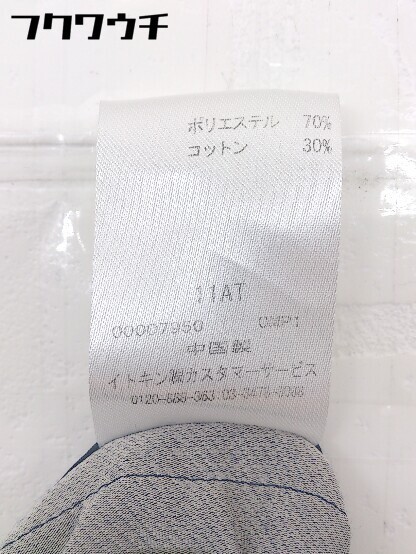 フクワウチ
ポリエステル 70%
コットン 30%
11AT
00007950 OMP1
中国製
イトキン㈱カスタマーサービス